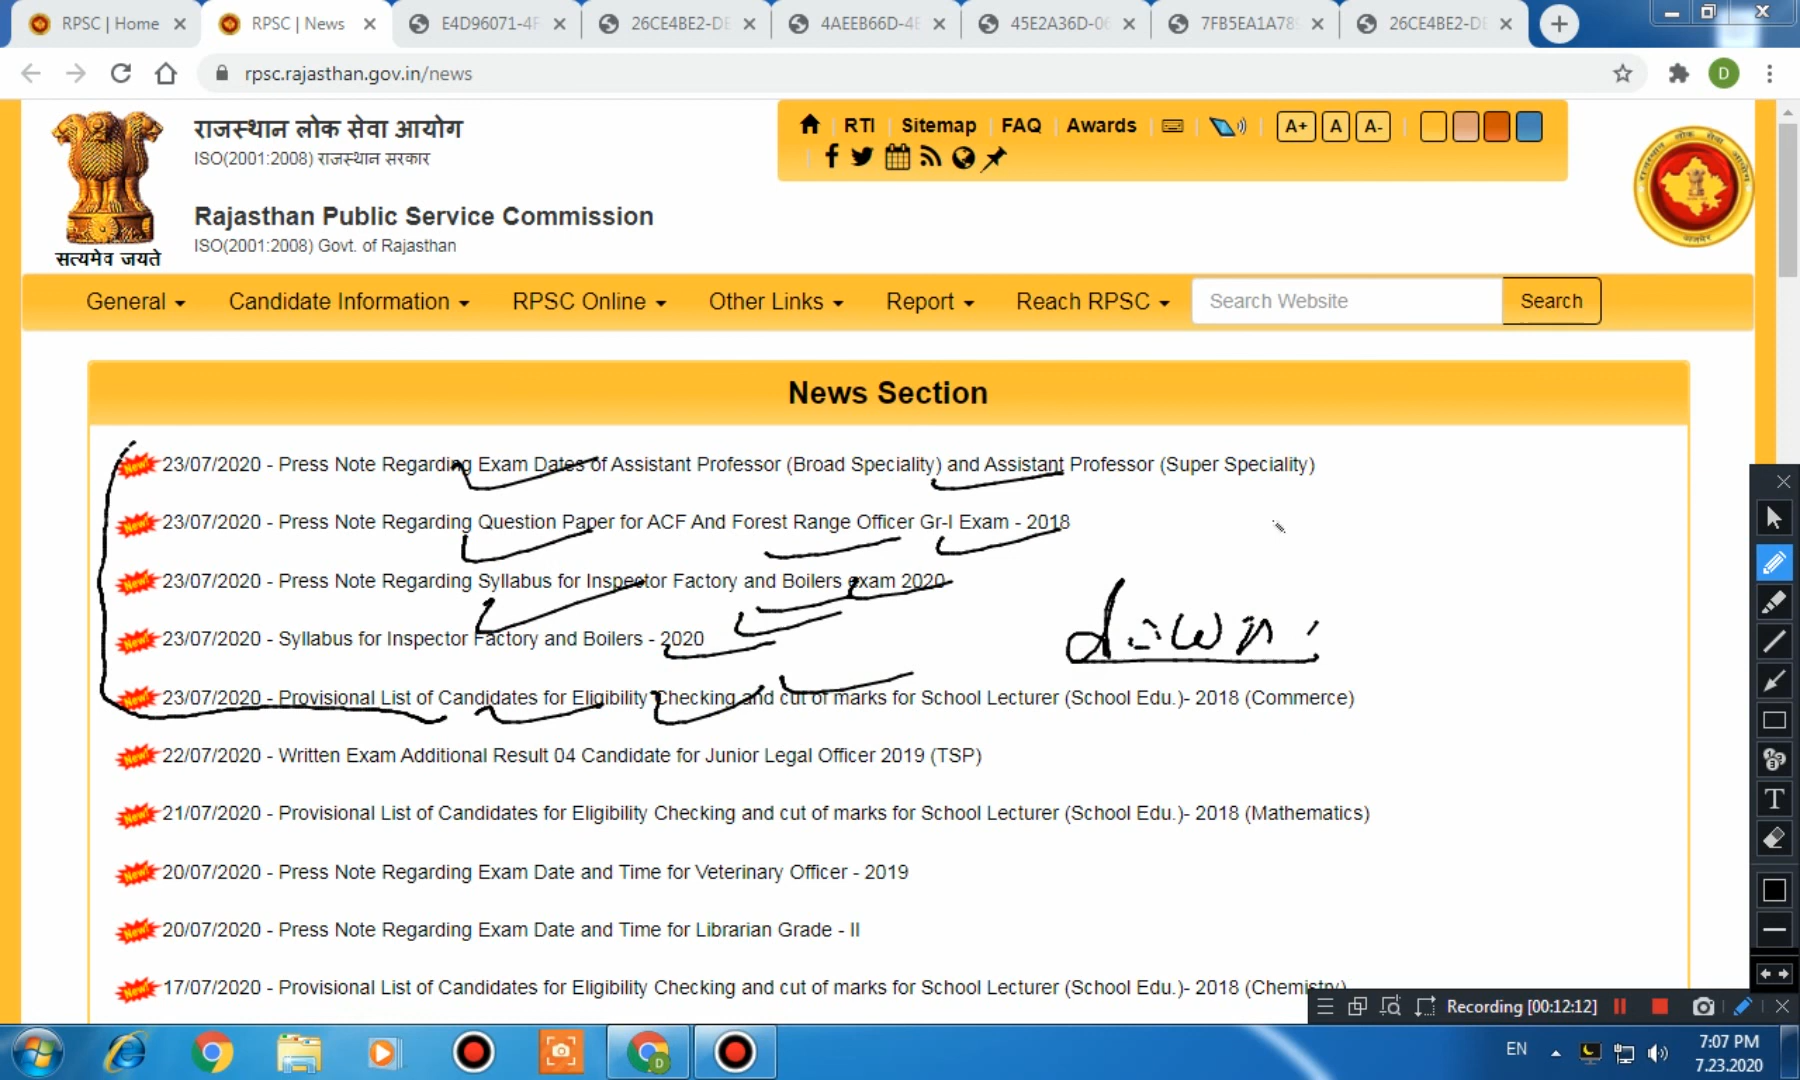 RPSC | Home
RPSC | News
E4D96071-4F
26CE4BE2-DE
4AEEB66D-4E
45E2A36D-06
7FB5EA1A789
26CE4BE2-DE
rpsc.rajasthan.gov.in/news
D
राजस्थान लोक सेवा आयोग
ISO(2001:2008) राजस्थान सरकार
Rajasthan Public Service Commission
ISO(2001:2008) Govt. of Rajasthan
सत्यमेव जयते
RTI Sitemap FAQ Awards A+ A A-
General Candidate Information RPSC Online Other Links Report Reach RPSC Search Website Search
News Section
New! 23/07/2020 - Press Note Regarding Exam Dates of Assistant Professor (Broad Speciality) and Assistant Professor (Super Speciality)
New! 23/07/2020 - Press Note Regarding Question Paper for ACF And Forest Range Officer Gr-I Exam - 2018
New! 23/07/2020 - Press Note Regarding Syllabus for Inspector Factory and Boilers exam 2020
New! 23/07/2020 - Syllabus for Inspector Factory and Boilers - 2020
New! 23/07/2020 - Provisional List of Candidates for Eligibility Checking and cut of marks for School Lecturer (School Edu.)- 2018 (Commerce)
New! 22/07/2020 - Written Exam Additional Result 04 Candidate for Junior Legal Officer 2019 (TSP)
New! 21/07/2020 - Provisional List of Candidates for Eligibility Checking and cut of marks for School Lecturer (School Edu.)- 2018 (Mathematics)
New! 20/07/2020 - Press Note Regarding Exam Date and Time for Veterinary Officer - 2019
New! 20/07/2020 - Press Note Regarding Exam Date and Time for Librarian Grade - II
New! 17/07/2020 - Provisional List of Candidates for Eligibility Checking and cut of marks for School Lecturer (School Edu.)- 2018 (Chemistry)
T
Recording [00:12:12]
EN
7:07 PM
7.23.2020